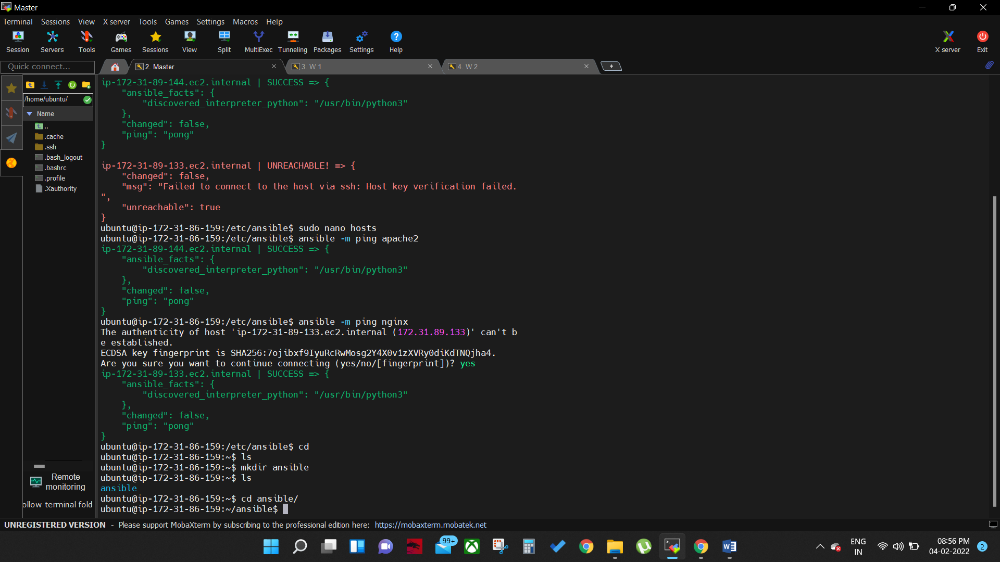 Master
Terminal Sessions View X server Tools Games Settings Macros Help
Session Servers Tools Games Sessions View Split MultiExec Tunneling Packages Settings Help X server Exit
Quick connect... 2. Master 3. W 1 4. W 2
/home/ubuntu/
Name
..
.cache
.ssh
.bash_logout
.bashrc
.profile
.Xauthority
Remote
monitoring
ollow terminal fold
ip-172-31-89-144.ec2.internal | SUCCESS => {
    "ansible_facts": {
        "discovered_interpreter_python": "/usr/bin/python3"
    },
    "changed": false,
    "ping": "pong"
}
ip-172-31-89-133.ec2.internal | UNREACHABLE! => {
    "changed": false,
    "msg": "Failed to connect to the host via ssh: Host key verification failed.
",
    "unreachable": true
}
ubuntu@ip-172-31-86-159:/etc/ansible$ sudo nano hosts
ubuntu@ip-172-31-86-159:/etc/ansible$ ansible -m ping apache2
ip-172-31-89-144.ec2.internal | SUCCESS => {
    "ansible_facts": {
        "discovered_interpreter_python": "/usr/bin/python3"
    },
    "changed": false,
    "ping": "pong"
}
ubuntu@ip-172-31-86-159:/etc/ansible$ ansible -m ping nginx
The authenticity of host 'ip-172-31-89-133.ec2.internal (172.31.89.133)' can't b
e established.
ECDSA key fingerprint is SHA256:7ojibxf9IyuRcRwMosg2Y4X0v1zXVRy0diKdTNQjha4.
Are you sure you want to continue connecting (yes/no/[fingerprint])? yes
ip-172-31-89-133.ec2.internal | SUCCESS => {
    "ansible_facts": {
        "discovered_interpreter_python": "/usr/bin/python3"
    },
    "changed": false,
    "ping": "pong"
}
ubuntu@ip-172-31-86-159:/etc/ansible$ cd
ubuntu@ip-172-31-86-159:~$ ls
ubuntu@ip-172-31-86-159:~$ mkdir ansible
ubuntu@ip-172-31-86-159:~$ ls
ansible
ubuntu@ip-172-31-86-159:~$ cd ansible/
ubuntu@ip-172-31-86-159:~/ansible$
UNREGISTERED VERSION - Please support MobaXterm by subscribing to the professional edition here: https://mobaxterm.mobatek.net
99+
ENG
IN
08:56 PM
04-02-2022
2